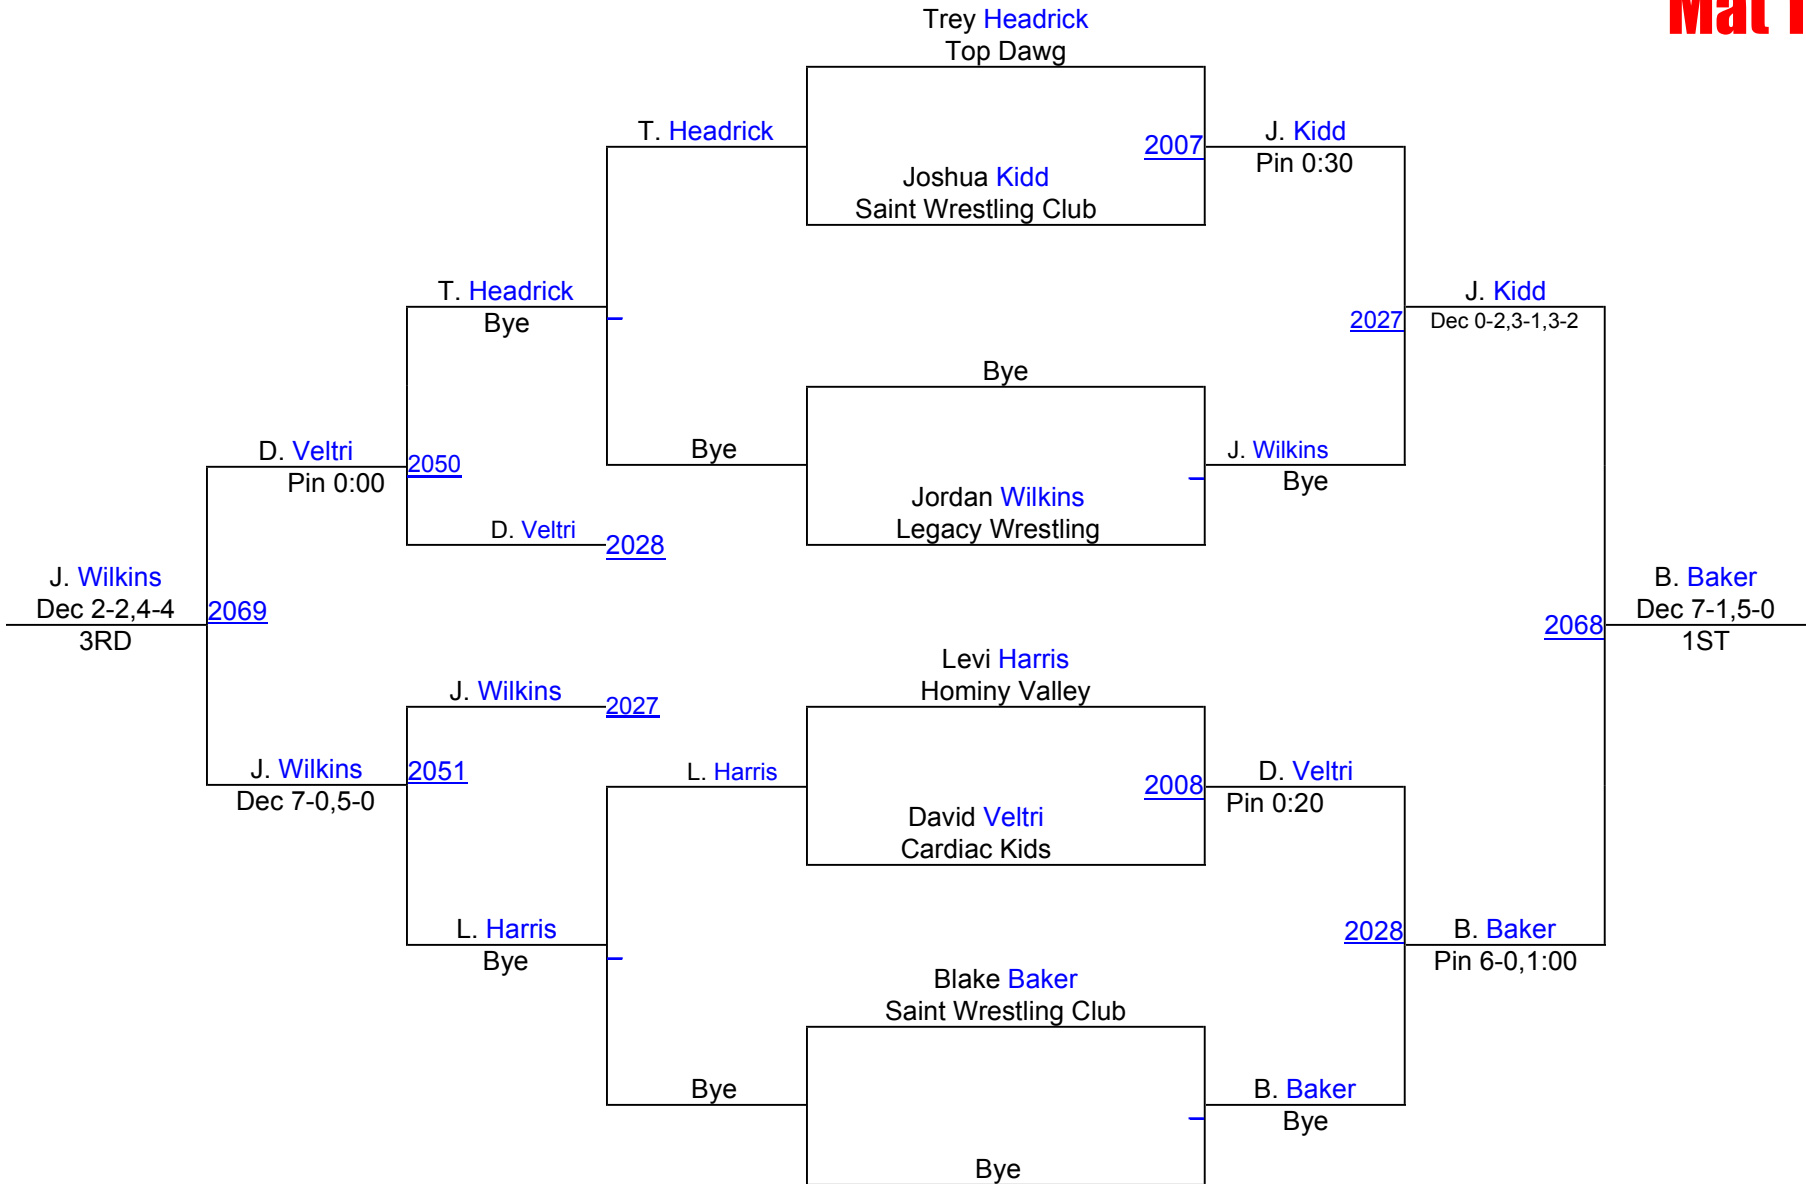 Mat 1
Trey Headrick
Top Dawg
T. Headrick
2007
J. Kidd
Pin 0:30
Joshua Kidd
Saint Wrestling Club
T. Headrick
Bye
J. Kidd
Dec 0-2,3-1,3-2
2027
Bye
D. Veltri
Pin 0:00
2050
Bye
J. Wilkins
Bye
Jordan Wilkins
Legacy Wrestling
D. Veltri
2028
J. Wilkins
Dec 2-2,4-4
3RD
2069
B. Baker
Dec 7-1,5-0
1ST
2068
Levi Harris
Hominy Valley
J. Wilkins
2027
J. Wilkins
Dec 7-0,5-0
2051
L. Harris
2008
D. Veltri
Pin 0:20
David Veltri
Cardiac Kids
L. Harris
Bye
2028
B. Baker
Pin 6-0,1:00
Blake Baker
Saint Wrestling Club
Bye
B. Baker
Bye
Bye